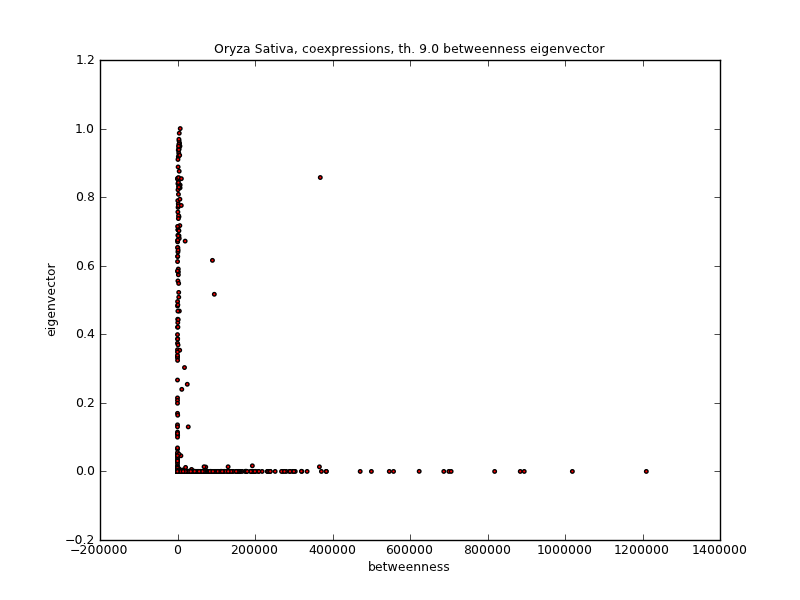 Oryza Sativa, coexpressions, th. 9.0 betweenness eigenvector
1.2
1.0
0.8
0.6
0.4
0.2
0.0
−0.2
eigenvector
−200000 0 200000 400000 600000 800000 1000000 1200000 1400000
betweenness